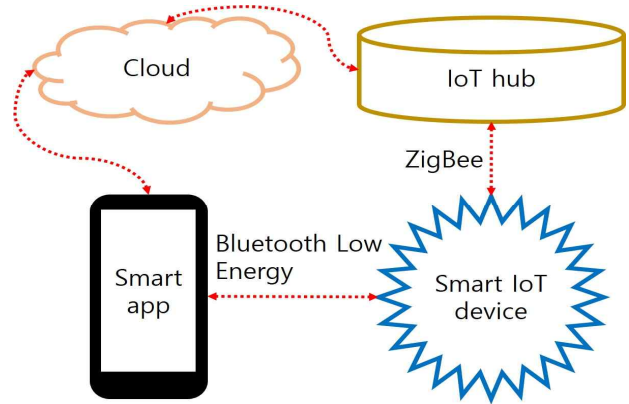 Cloud
IoT hub
ZigBee
Bluetooth Low
Energy
Smart
app
Smart IoT
device